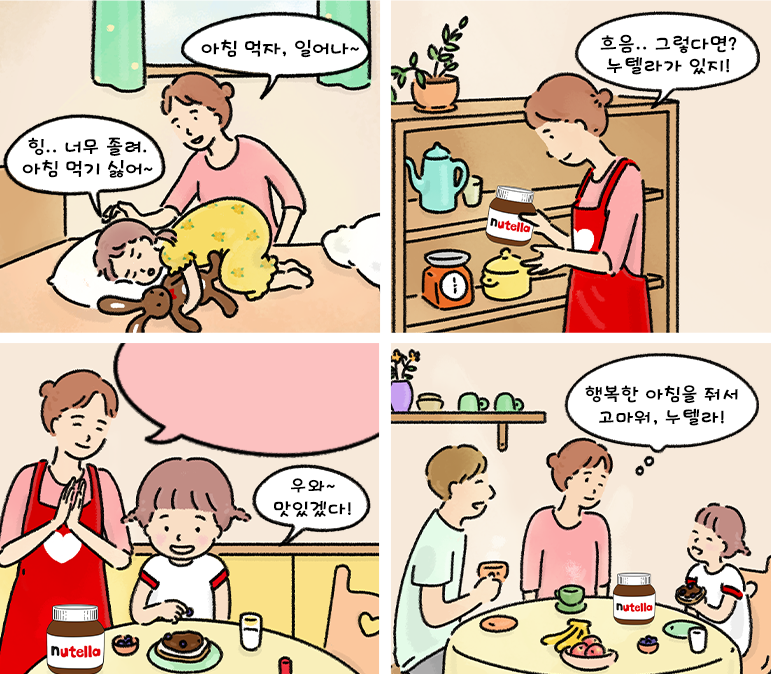 아침 먹자, 일어나~
힝.. 너무 졸려.
아침 먹기 싫어~
흐음.. 그렇다면?
누텔라가 있지!
nutella
우와~
맛있겠다!
nutella
행복한 아침을 줘서
고마워, 누텔라!
nutella